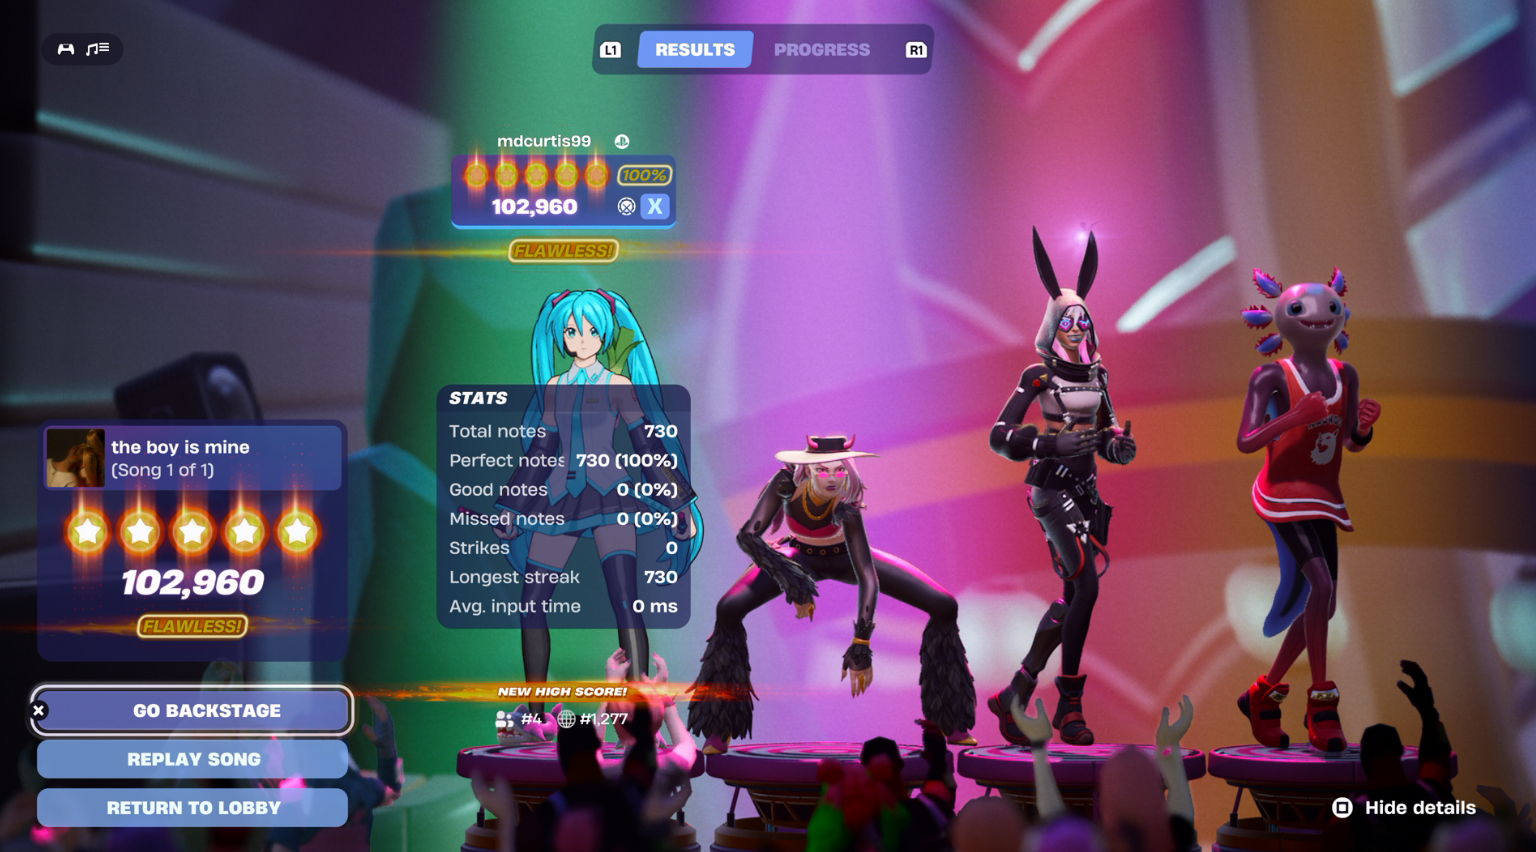 L1
RESULTS
PROGRESS
R1
mdcurtis99
100%
102,960
X
FLAWLESS!
STATS
Total notes 730
Perfect notes 730 (100%)
Good notes 0 (0%)
Missed notes 0 (0%)
Strikes 0
Longest streak 730
Avg. input time 0 ms
NEW HIGH SCORE!
#4 #1,277
the boy is mine
(Song 1 of 1)
102,960
FLAWLESS!
GO BACKSTAGE
REPLAY SONG
RETURN TO LOBBY
Hide details